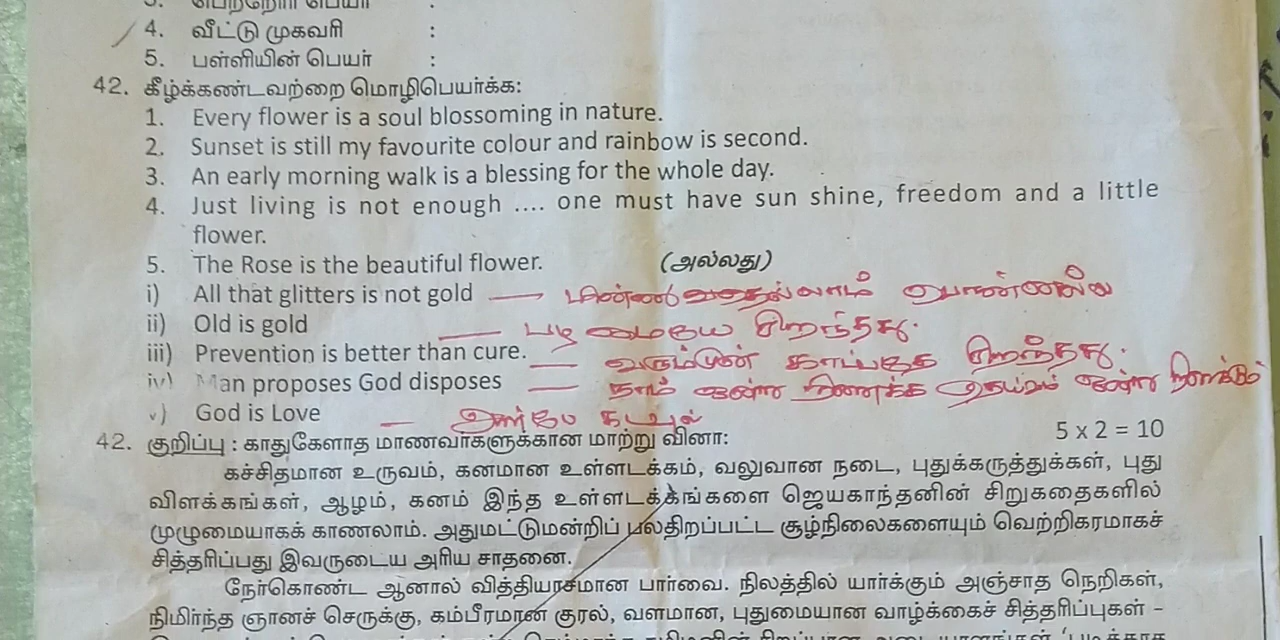 4. வீட்டு முகவரி :
5. பள்ளியின் பெயர் :
42. கீழ்க்கண்டவற்றை மொழிபெயர்க்க:
1. Every flower is a soul blossoming in nature.
2. Sunset is still my favourite colour and rainbow is second.
3. An early morning walk is a blessing for the whole day.
4. Just living is not enough .... one must have sun shine, freedom and a little
flower.
5. The Rose is the beautiful flower. (அல்லது)
i) All that glitters is not gold — மின்னுவதெல்லாம் பொன்னல்ல
ii) Old is gold — பழமையே சிறந்தது.
iii) Prevention is better than cure. — வருமுன் காப்பதே சிறந்தது.
iv) Man proposes God disposes — நாம் ஒன்று நினைக்க தெய்வம் ஒன்று நினைக்கும்
v) God is Love — அன்பே கடவுள்
5 x 2 = 10
42. குறிப்பு : காதுகேளாத மாணவர்களுக்கான மாற்று வினா:
கச்சிதமான உருவம், கனமான உள்ளடக்கம், வலுவான நடை, புதுக்கருத்துக்கள், புது
விளக்கங்கள், ஆழம், கனம் இந்த உள்ளடக்கங்களை ஜெயகாந்தனின் சிறுகதைகளில்
முழுமையாகக் காணலாம். அதுமட்டுமன்றிப் பலதிறப்பட்ட சூழ்நிலைகளையும் வெற்றிகரமாகச்
சித்தரிப்பது இவருடைய அரிய சாதனை.
நேர்கொண்ட ஆனால் வித்தியாசமான பார்வை. நிலத்தில் யார்க்கும் அஞ்சாத நெறிகள்,
நிமிர்ந்த ஞானச் செருக்கு, கம்பீரமான குரல், வளமான, புதுமையான வாழ்க்கைச் சித்தரிப்புகள் –